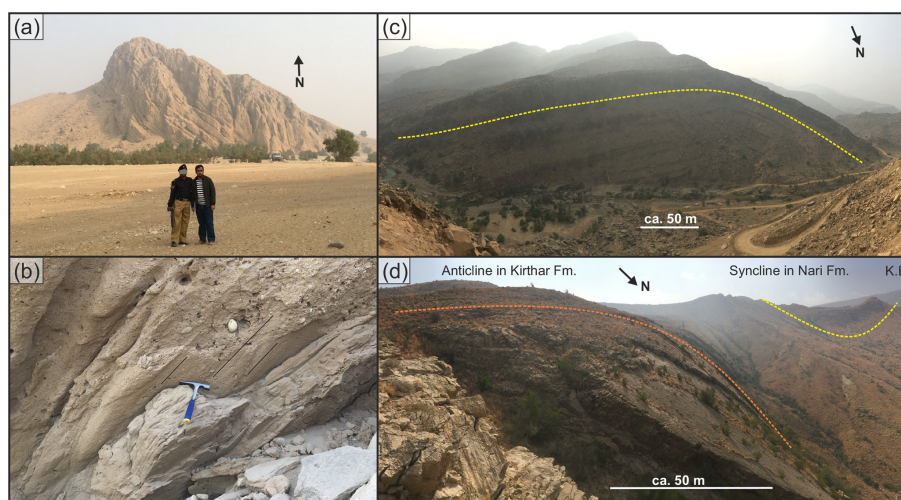 (a)
N
(b)
(c)
N
ca. 50 m
(d)
Anticline in Kirthar Fm.
N
Syncline in Nari Fm.
ca. 50 m